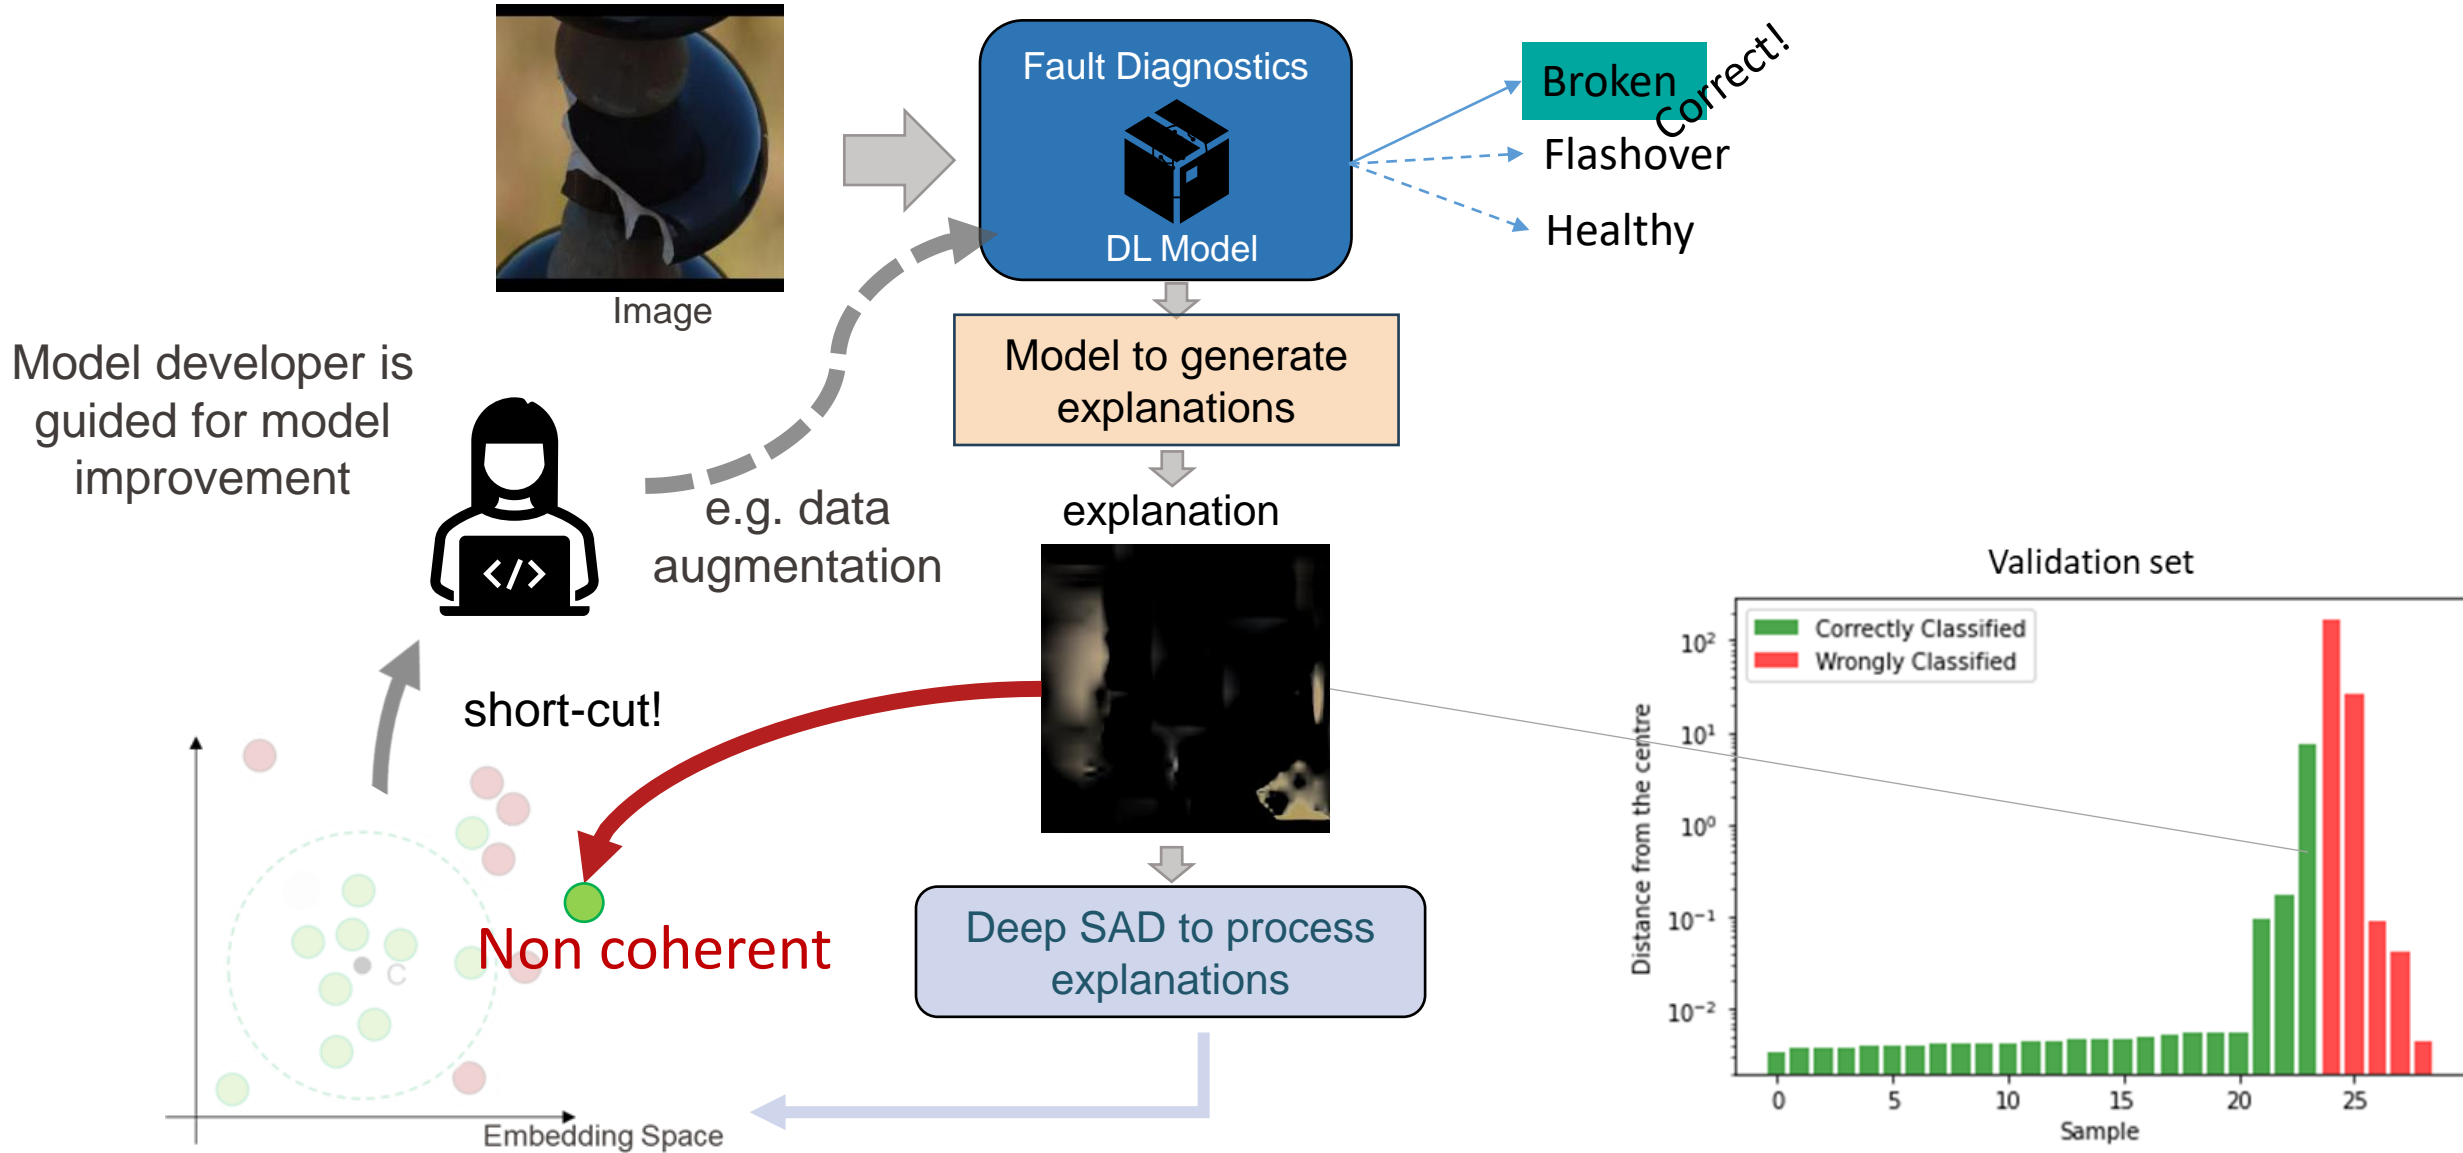 Fault Diagnostics
DL Model
Broken
Correct!
Flashover
Healthy
Image
Model developer is
guided for model
improvement
</>
e.g. data
augmentation
Model to generate
explanations
explanation
short-cut!
Non coherent
C
Embedding Space
Deep SAD to process
explanations
Validation set
Correctly Classified
Wrongly Classified
Distance from the centre
10²
10¹
10⁰
10⁻¹
10⁻²
0 5 10 15 20 25
Sample